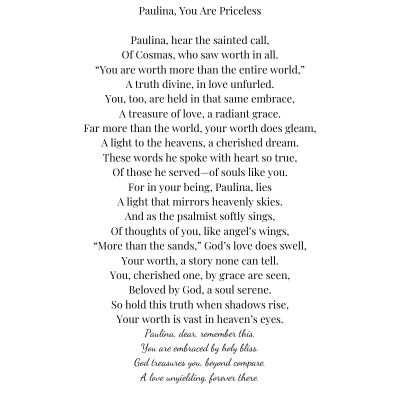 Paulina, You Are Priceless
Paulina, hear the sainted call,
Of Cosmas, who saw worth in all.
“You are worth more than the entire world,”
A truth divine, in love unfurled.
You, too, are held in that same embrace,
A treasure of love, a radiant grace.
Far more than the world, your worth does gleam,
A light to the heavens, a cherished dream.
These words he spoke with heart so true,
Of those he served—of souls like you.
For in your being, Paulina, lies
A light that mirrors heavenly skies.
And as the psalmist softly sings,
Of thoughts of you, like angel’s wings,
“More than the sands,” God’s love does swell,
Your worth, a story none can tell.
You, cherished one, by grace are seen,
Beloved by God, a soul serene.
So hold this truth when shadows rise,
Your worth is vast in heaven’s eyes.
Paulina, dear, remember this,
You are embraced by holy bliss.
God treasures you, beyond compare,
A love unyielding, forever there.